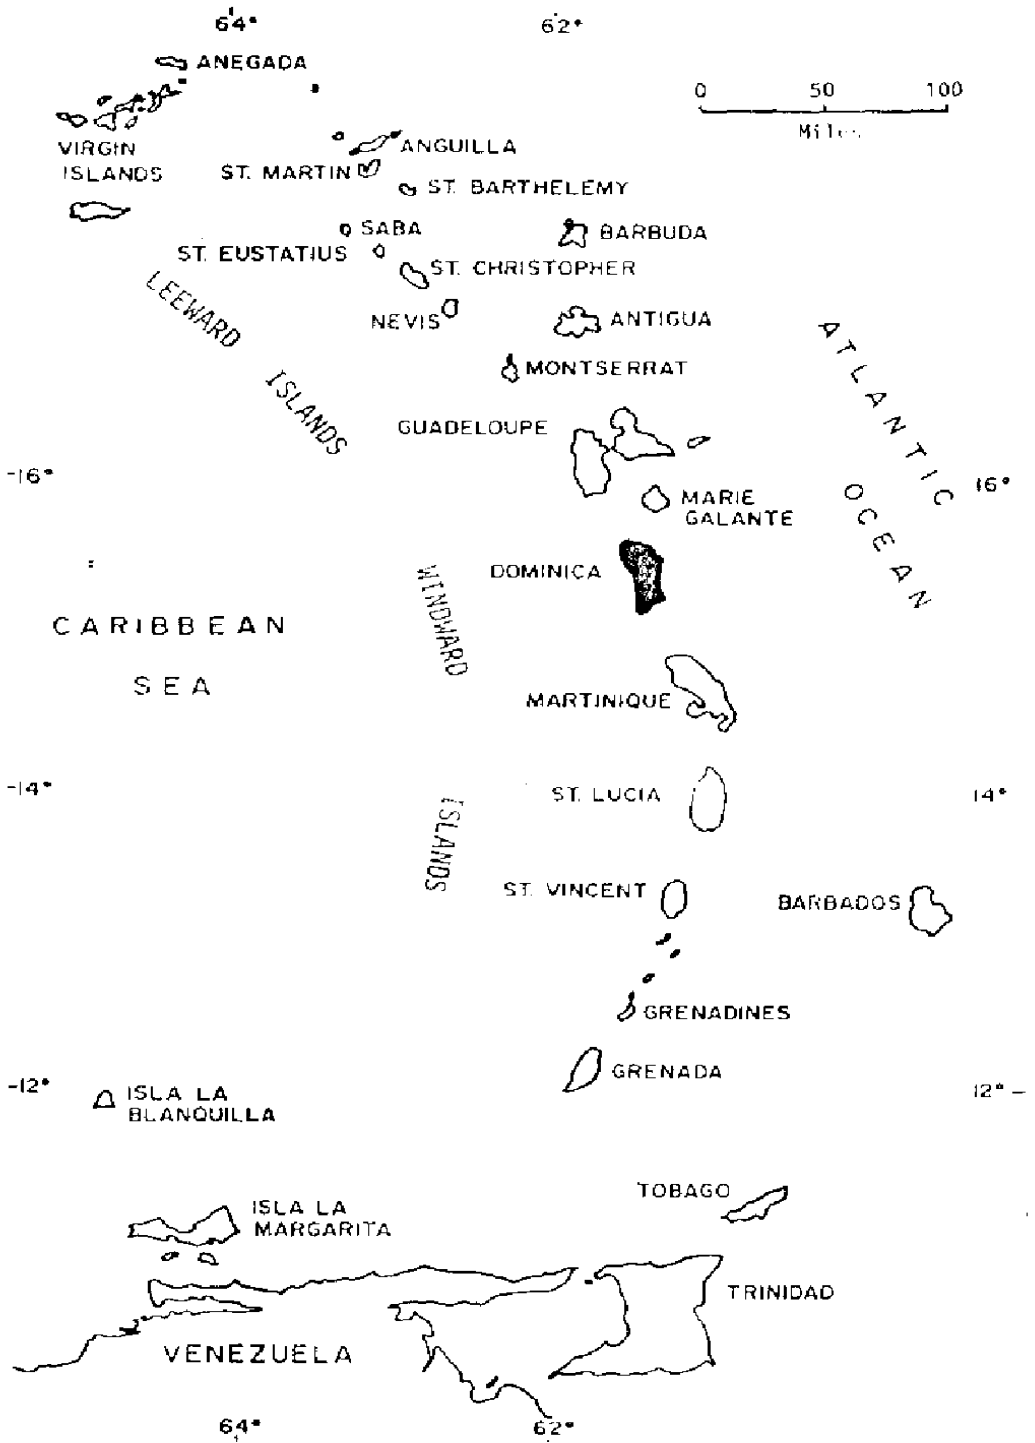 64° 62°
ANEGADA
0 50 100
Miles
VIRGIN
ISLANDS
ANGUILLA
ST. MARTIN
ST. BARTHELEMY
SABA
BARBUDA
ST. EUSTATIUS
ST. CHRISTOPHER
LEEWARD
ISLANDS
NEVIS
ANTIGUA
MONTSERRAT
ATLANTIC
OCEAN
GUADELOUPE
-16° 16°
MARIE
GALANTE
DOMINICA
WINDWARD
ISLANDS
CARIBBEAN
SEA
MARTINIQUE
-14° 14°
ST. LUCIA
ST. VINCENT
BARBADOS
GRENADINES
GRENADA
-12° 12° –
ISLA LA
BLANQUILLA
TOBAGO
ISLA LA
MARGARITA
TRINIDAD
VENEZUELA
64° 62°